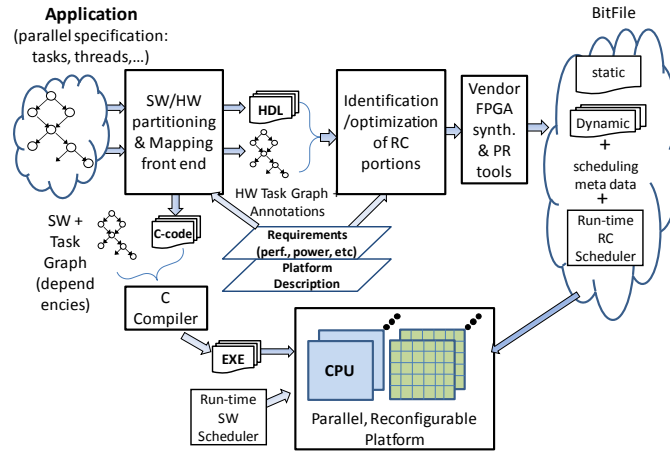 Application
(parallel specification:
tasks, threads,...)
SW/HW
partitioning
& Mapping
front end
HDL
HW Task Graph +
Annotations
Identification
/optimization
of RC
portions
Vendor
FPGA
synth.
& PR
tools
BitFile
static
Dynamic
+
scheduling
meta data
+
Run-time
RC
Scheduler
SW +
Task
Graph
(depend
encies)
C-code
Requirements
(perf., power, etc)
Platform
Description
C
Compiler
EXE
Run-time
SW
Scheduler
CPU
Parallel, Reconfigurable
Platform